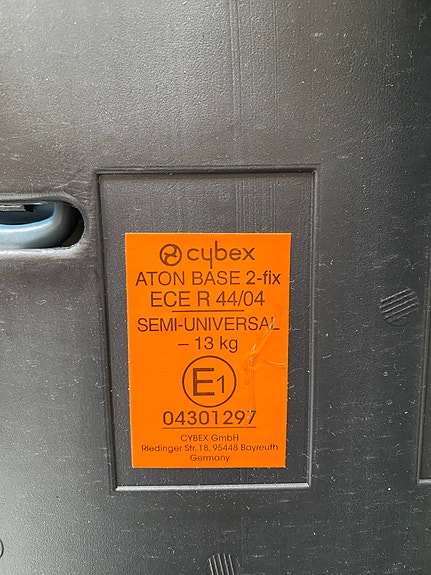 cybex
ATON BASE 2-fix
ECE R 44/04
SEMI-UNIVERSAL
– 13 kg
E1
04301297
CYBEX GmbH
Riedinger Str. 18, 95448 Bayreuth
Germany